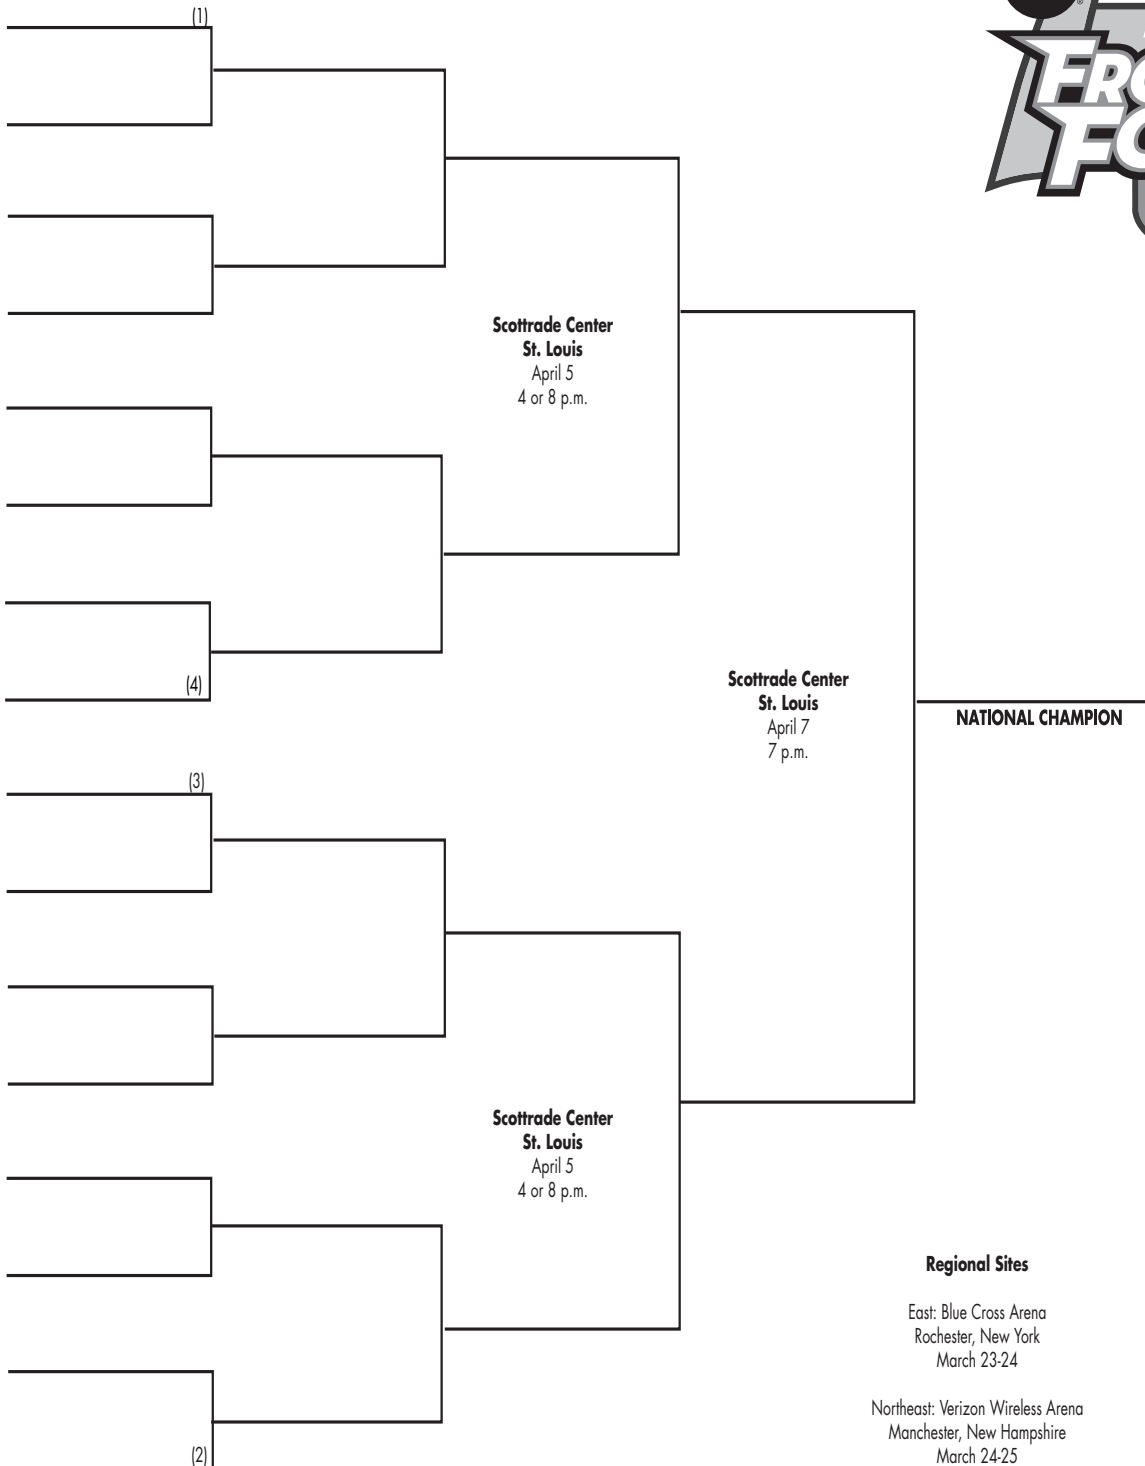 (1)
Scottrade Center
St. Louis
April 5
4 or 8 p.m.
(4)
Scottrade Center
St. Louis
April 7
7 p.m.
NATIONAL CHAMPION
(3)
Scottrade Center
St. Louis
April 5
4 or 8 p.m.
(2)
Regional Sites
East: Blue Cross Arena
Rochester, New York
March 23-24
Northeast: Verizon Wireless Arena
Manchester, New Hampshire
March 24-25